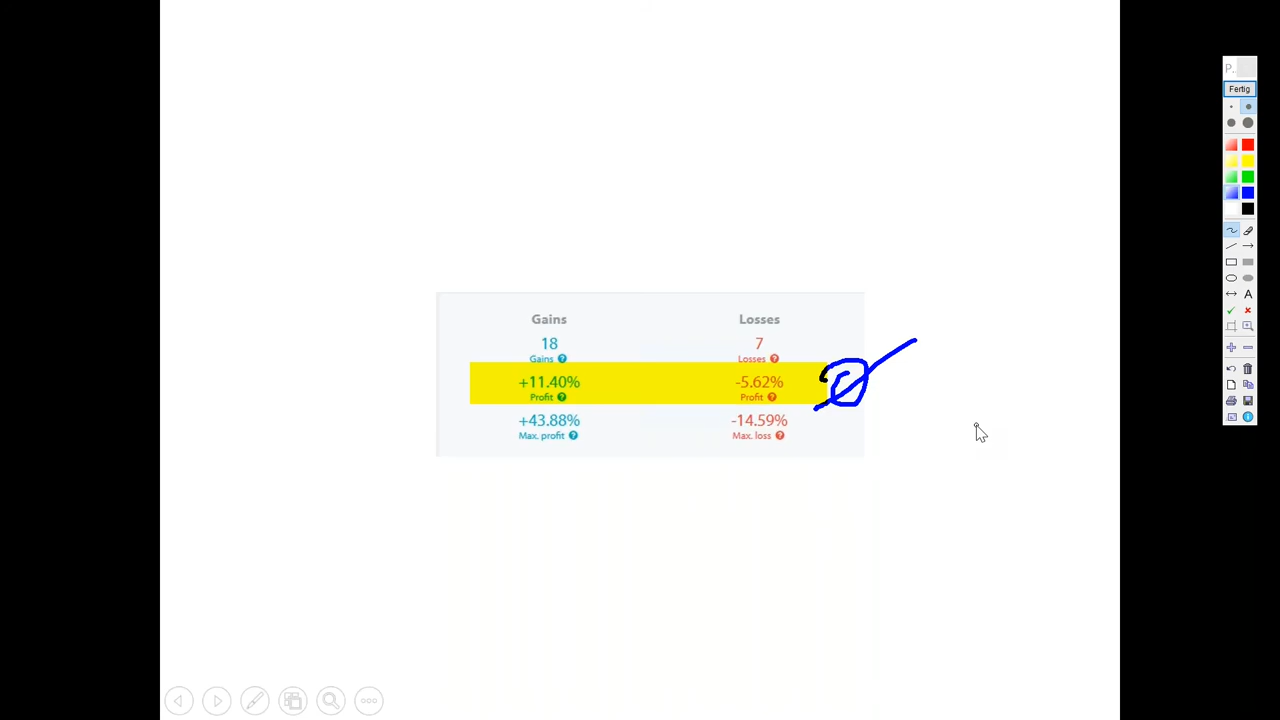 P..
Fertig
Gains Losses
18 7
Gains ? Losses ?
+11.40% -5.62%
Profit ? Profit ?
+43.88% -14.59%
Max. profit ? Max. loss ?
A